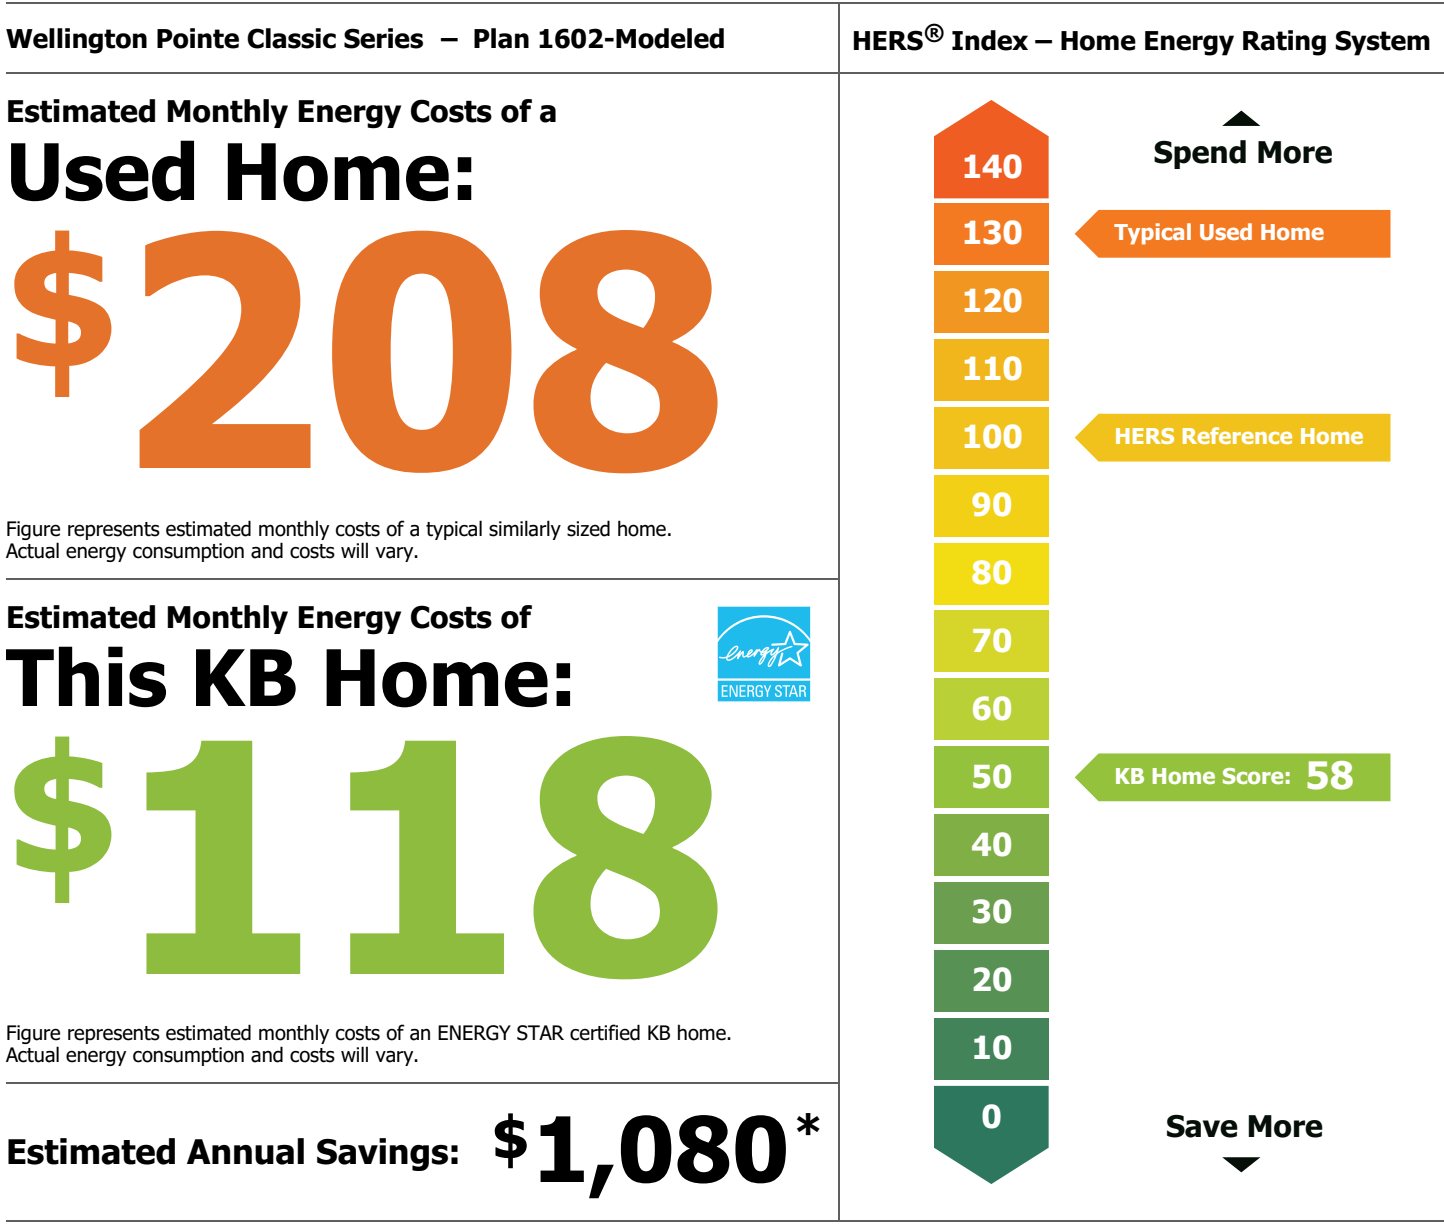 Wellington Pointe Classic Series – Plan 1602-Modeled
Estimated Monthly Energy Costs of a
Used Home:
$208
Figure represents estimated monthly costs of a typical similarly sized home.
Actual energy consumption and costs will vary.
Estimated Monthly Energy Costs of
This KB Home:
energy
ENERGY STAR
$118
Figure represents estimated monthly costs of an ENERGY STAR certified KB home.
Actual energy consumption and costs will vary.
Estimated Annual Savings: $1,080*
HERS® Index – Home Energy Rating System
Spend More
140
130 Typical Used Home
120
110
100 HERS Reference Home
90
80
70
60
50 KB Home Score: 58
40
30
20
10
0
Save More